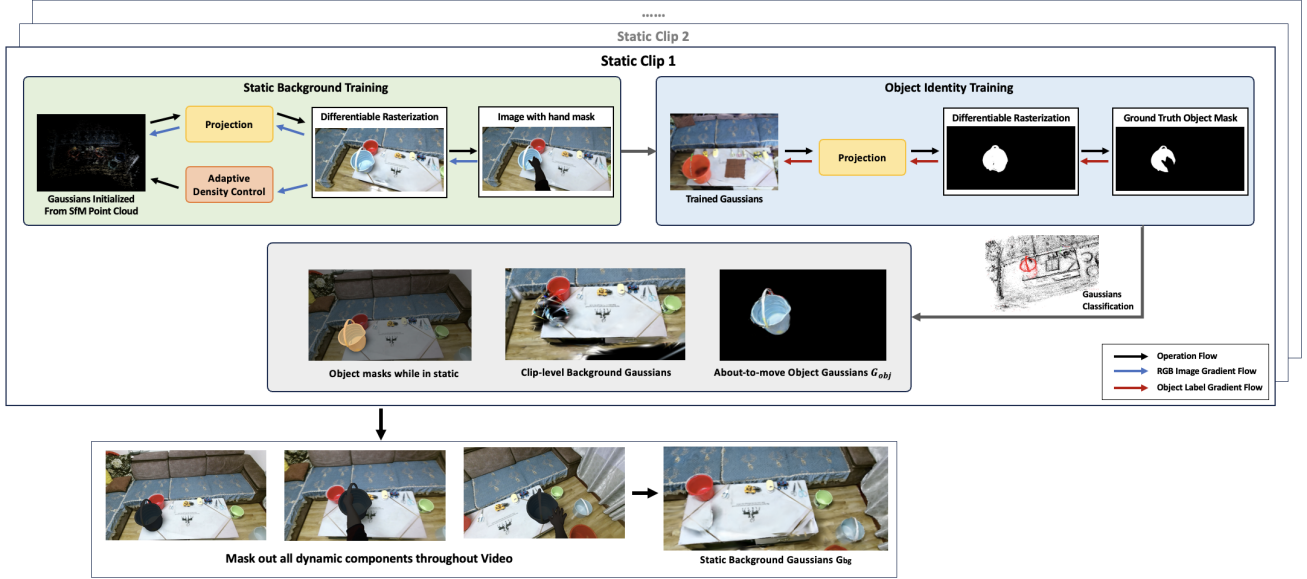 ......
Static Clip 2
Static Clip 1
Static Background Training
Projection
Differentiable Rasterization
Image with hand mask
Adaptive
Density Control
Gaussians Initialized
From SfM Point Cloud
Object Identity Training
Trained Gaussians
Projection
Differentiable Rasterization
Ground Truth Object Mask
Gaussians
Classification
Object masks while in static
Clip-level Background Gaussians
About-to-move Object Gaussians G_obj
Operation Flow
RGB Image Gradient Flow
Object Label Gradient Flow
Mask out all dynamic components throughout Video
Static Background Gaussians Gbg